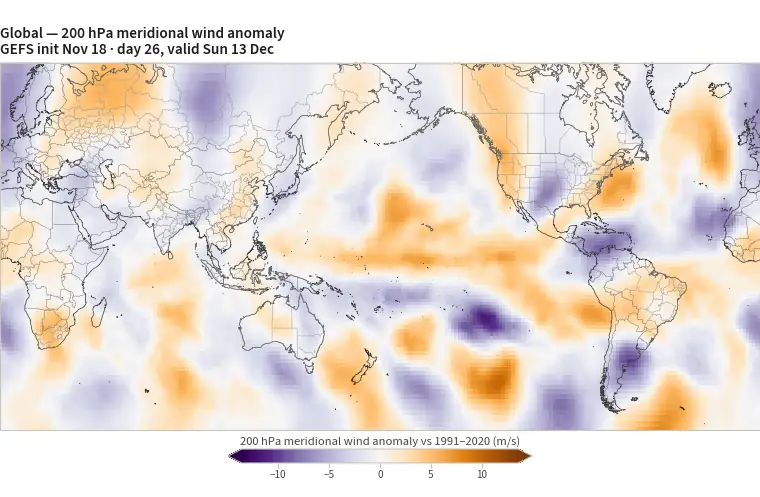 Global — 200 hPa meridional wind anomaly
GEFS init Nov 18 · day 26, valid Sun 13 Dec
200 hPa meridional wind anomaly vs 1991–2020 (m/s)
−10 −5 0 5 10